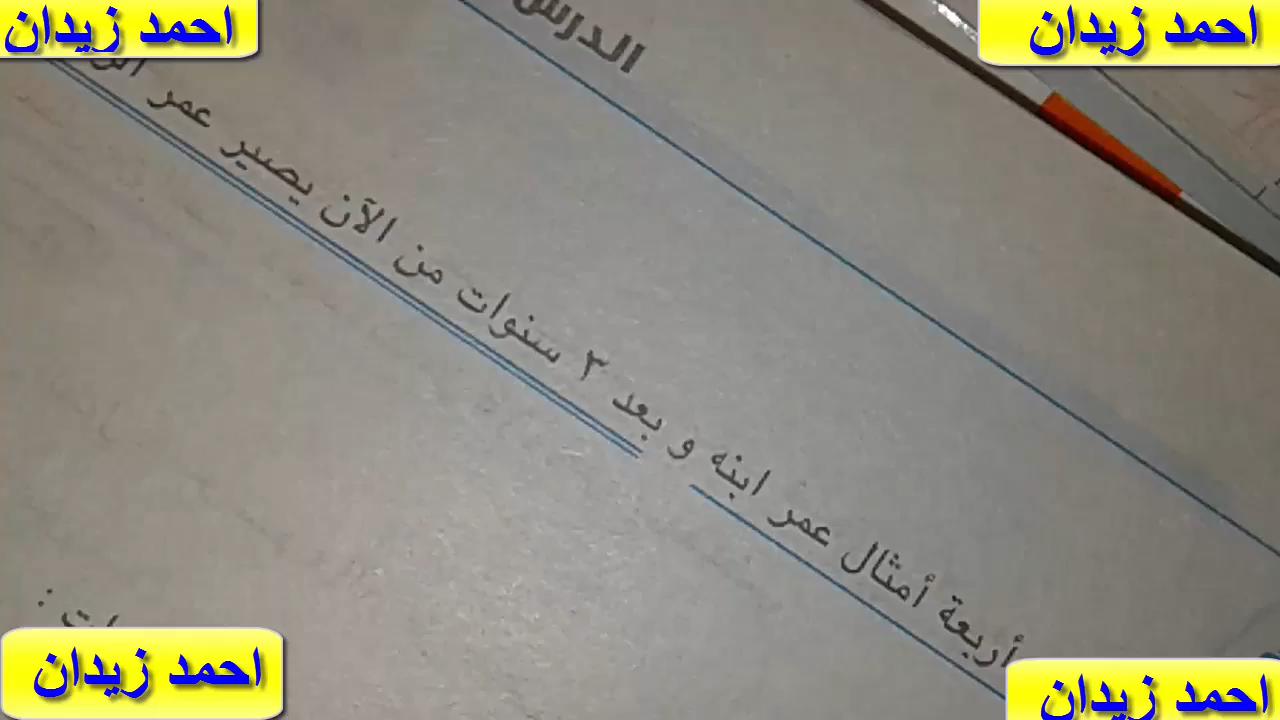 احمد زيدان
احمد زيدان
الدرس
أربعة أمثال عمر ابنه و بعد ٣ سنوات من الآن يصير عمر
احمد زيدان
احمد زيدان